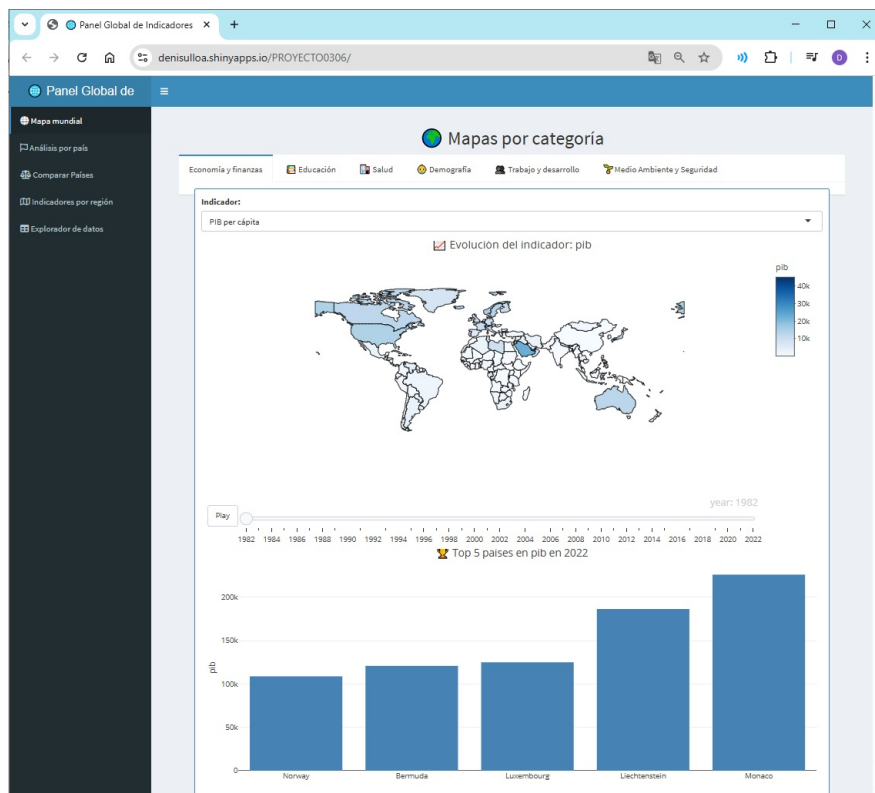 Panel Global de Indicadores
denisulloa.shinyapps.io/PROYECTO0306/
D
Panel Global de
Mapa mundial
Análisis por país
Comparar Países
Indicadores por región
Explorador de datos
Mapas por categoría
Economía y finanzas Educación Salud Demografía Trabajo y desarrollo Medio Ambiente y Seguridad
Indicador:
PIB per cápita
Evolución del indicador: pib
pib
40k
30k
20k
10k
year: 1982
Play
1982 1984 1986 1988 1990 1992 1994 1996 1998 2000 2002 2004 2006 2008 2010 2012 2014 2016 2018 2020 2022
Top 5 países en pib en 2022
200k
150k
pib
100k
50k
0
Norway Bermuda Luxembourg Liechtenstein Monaco